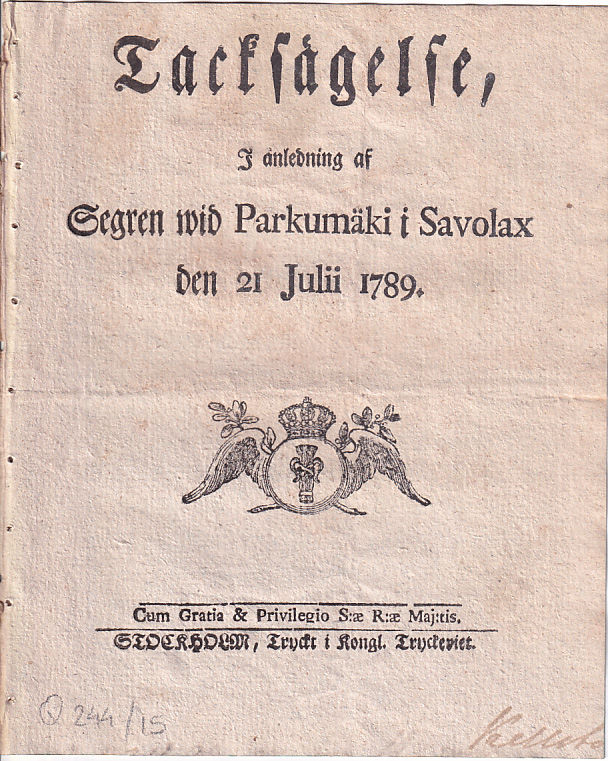 Tackſägelſe,
I anledning af
Segren wid Parkumäki i Savolax
den 21 Julii 1789.
Cum Gratia & Privilegio S:æ R:æ Maj:tis.
STOCKHOLM, Tryckt i Kongl. Tryckeriet.
Q 244/15